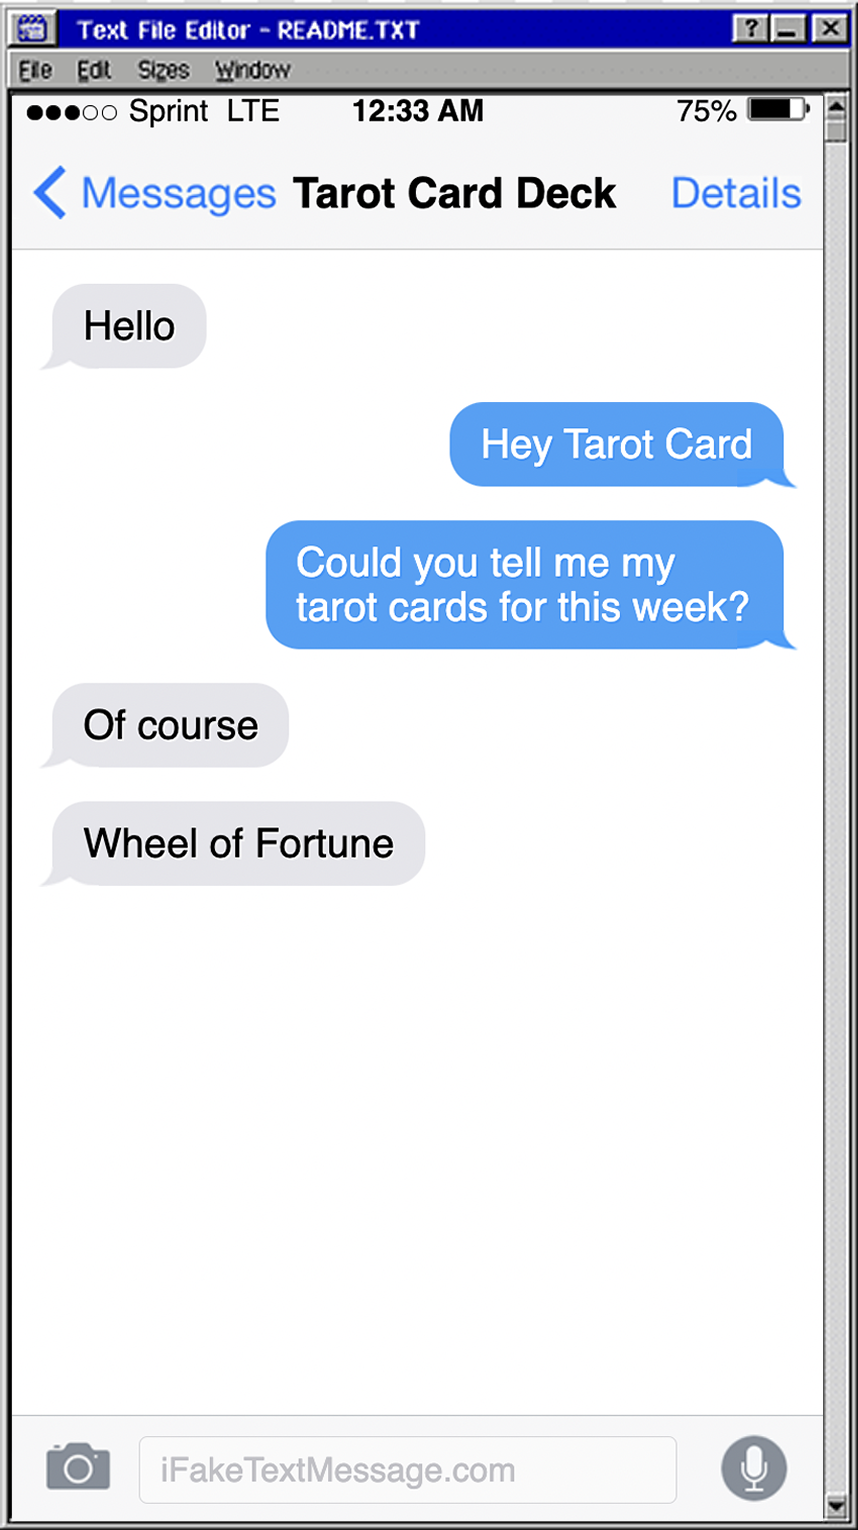 Text File Editor - README.TXT
?
File Edit Sizes Window
Sprint LTE 12:33 AM 75%
Messages Tarot Card Deck Details
Hello
Hey Tarot Card
Could you tell me my
tarot cards for this week?
Of course
Wheel of Fortune
iFakeTextMessage.com